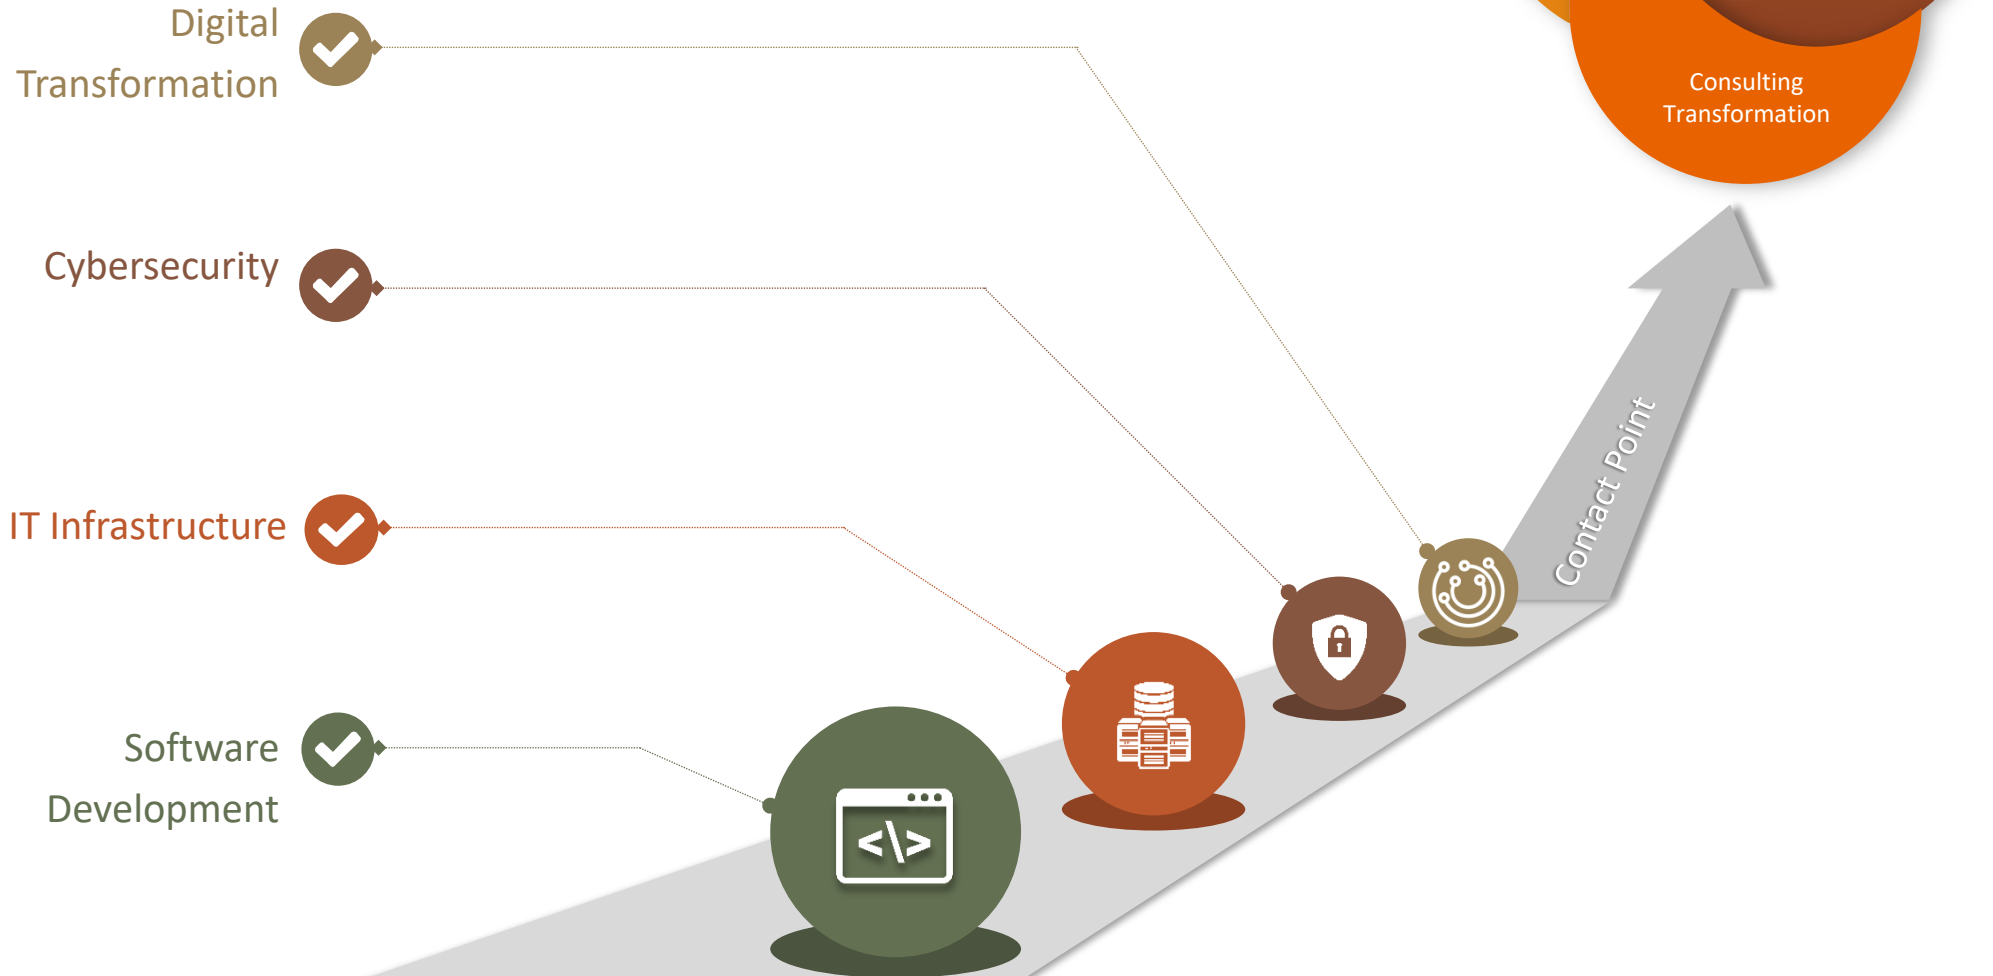 Digital
Transformation
Consulting
Transformation
Cybersecurity
Contact Point
IT Infrastructure
Software
Development
<\>